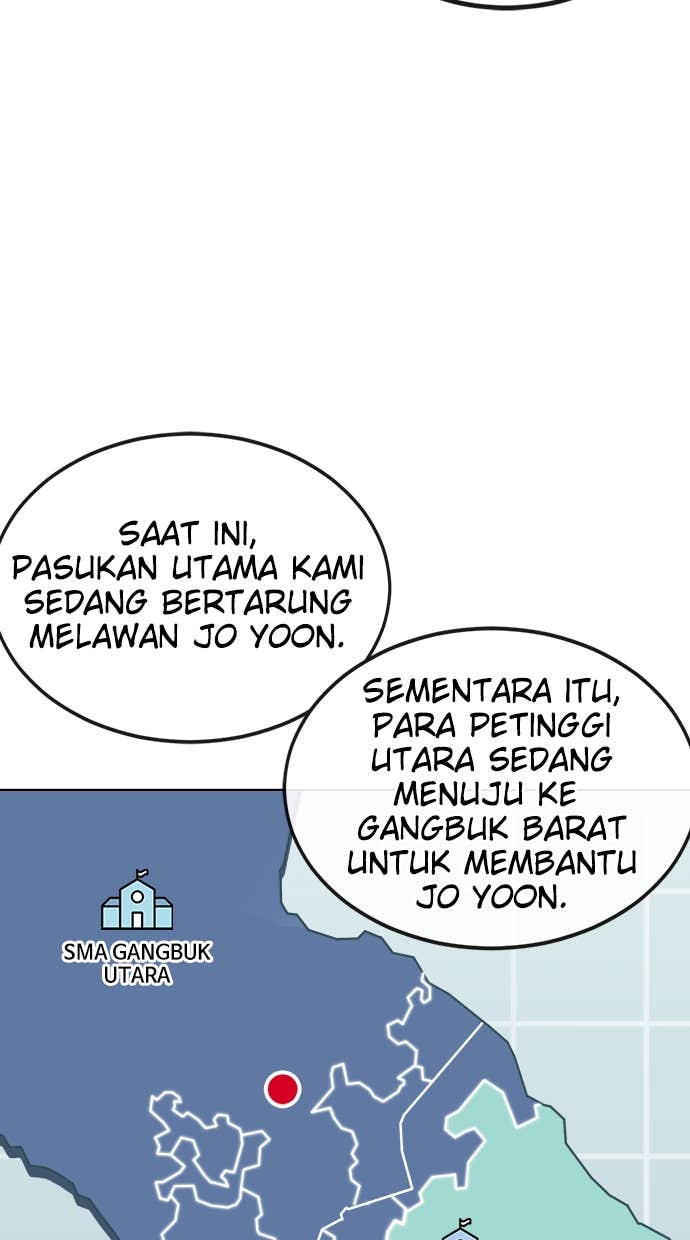 SAAT INI,
PASUKAN UTAMA KAMI
SEDANG BERTARUNG
MELAWAN JO YOON.
SEMENTARA ITU,
PARA PETINGGI
UTARA SEDANG
MENUJU KE
GANGBUK BARAT
UNTUK MEMBANTU
JO YOON.
SMA GANGBUK
UTARA